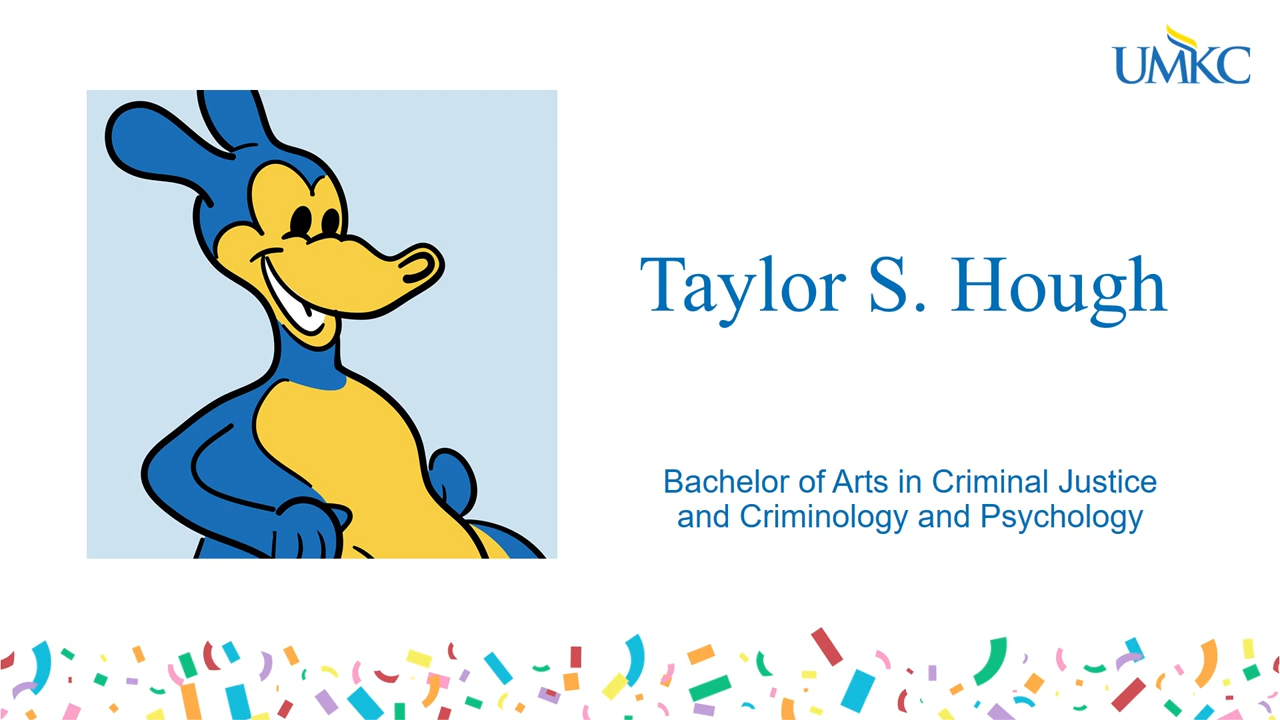 UMKC
Taylor S. Hough
Bachelor of Arts in Criminal Justice
and Criminology and Psychology